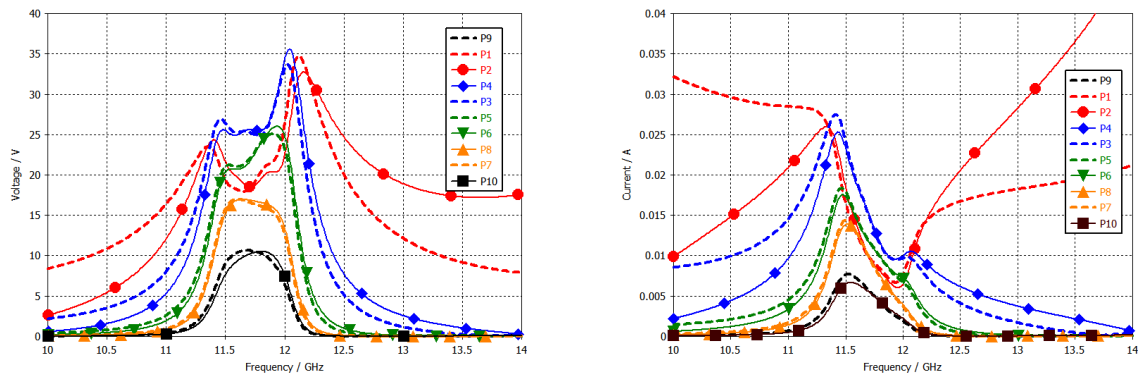 40
35
30
25
20
15
10
5
0
Voltage / V
P9
P1
P2
P4
P3
P5
P6
P8
P7
P10
10 10.5 11 11.5 12 12.5 13 13.5 14
Frequency / GHz
0.04
0.035
0.03
0.025
0.02
0.015
0.01
0.005
0
Current / A
P9
P1
P2
P4
P3
P5
P6
P8
P7
P10
10 10.5 11 11.5 12 12.5 13 13.5 14
Frequency / GHz